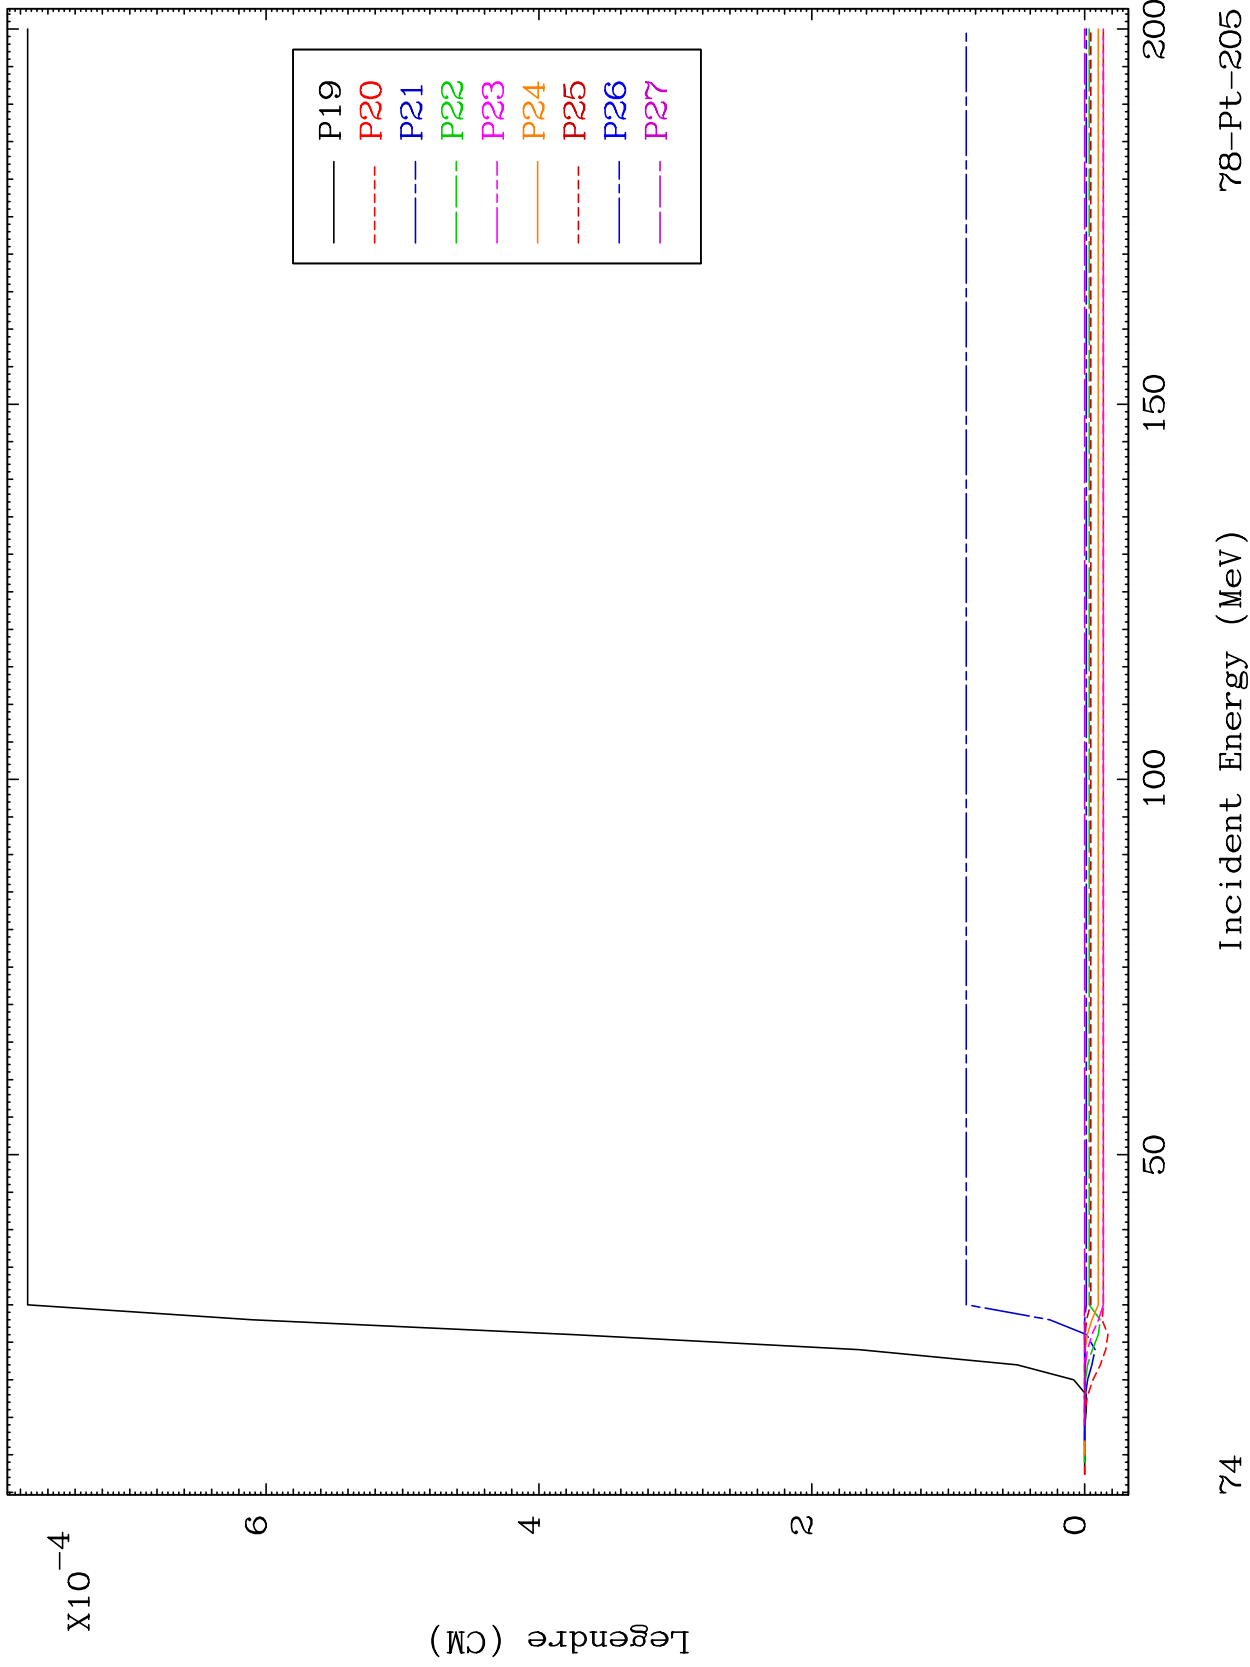 X10⁻⁴
Legendre (CM)
6
4
2
0
P19
P20
P21
P22
P23
P24
P25
P26
P27
50
100
150
200
Incident Energy (MeV)
74
78-Pt-205